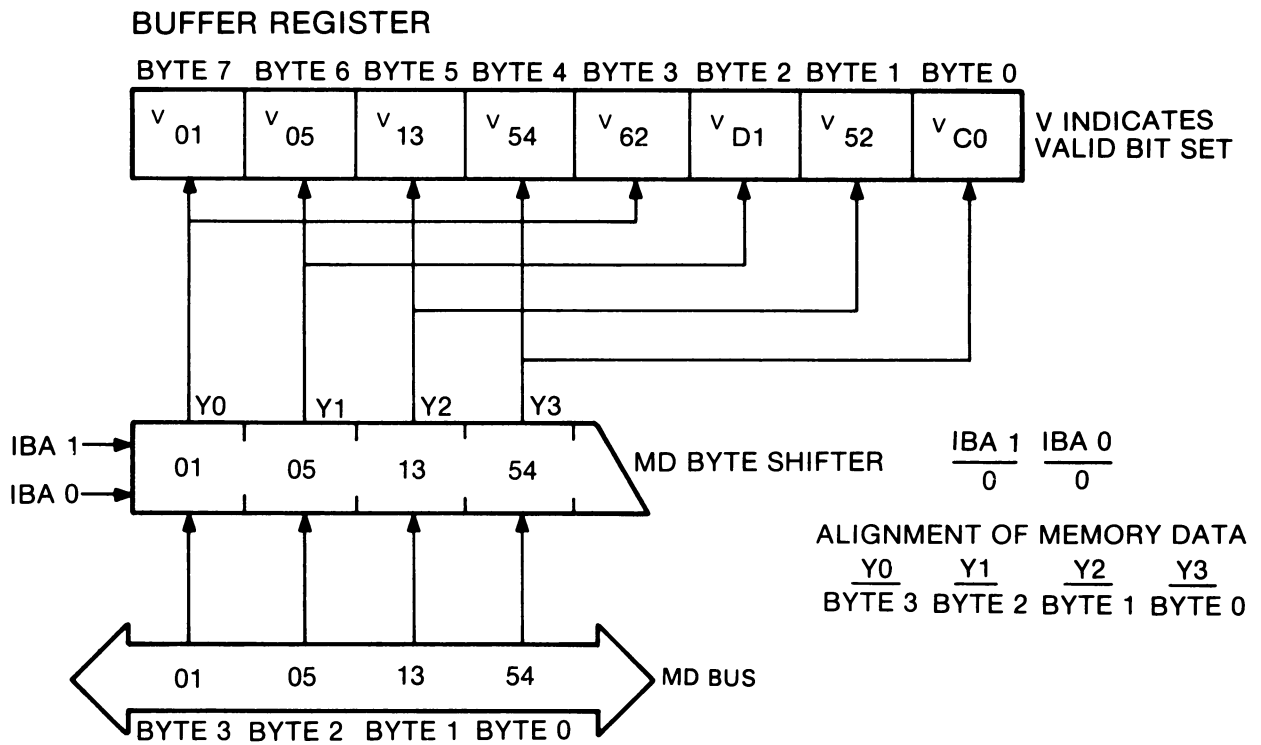 BUFFER REGISTER
BYTE 7 BYTE 6 BYTE 5 BYTE 4 BYTE 3 BYTE 2 BYTE 1 BYTE 0
V 01 V 05 V 13 V 54 V 62 V D1 V 52 V C0
V INDICATES
VALID BIT SET
Y0 Y1 Y2 Y3
IBA 1
IBA 0
01 05 13 54
MD BYTE SHIFTER
IBA 1 IBA 0
0 0
ALIGNMENT OF MEMORY DATA
Y0 Y1 Y2 Y3
BYTE 3 BYTE 2 BYTE 1 BYTE 0
01 05 13 54
MD BUS
BYTE 3 BYTE 2 BYTE 1 BYTE 0